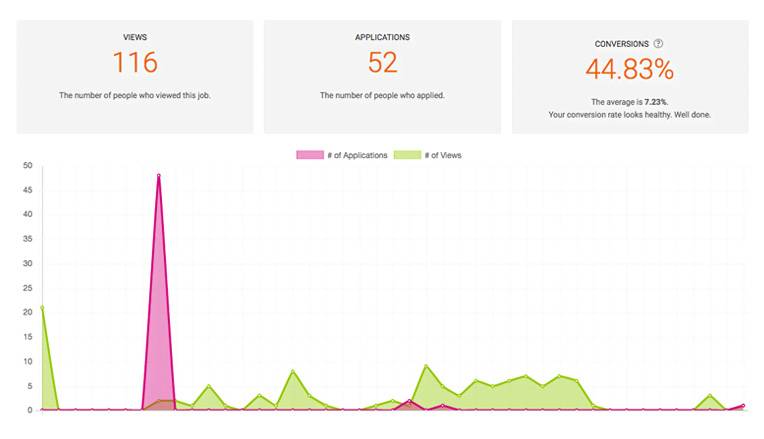 VIEWS
116
The number of people who viewed this job.
APPLICATIONS
52
The number of people who applied.
CONVERSIONS ?
44.83%
The average is 7.23%.
Your conversion rate looks healthy. Well done.
# of Applications # of Views
50
45
40
35
30
25
20
15
10
5
0